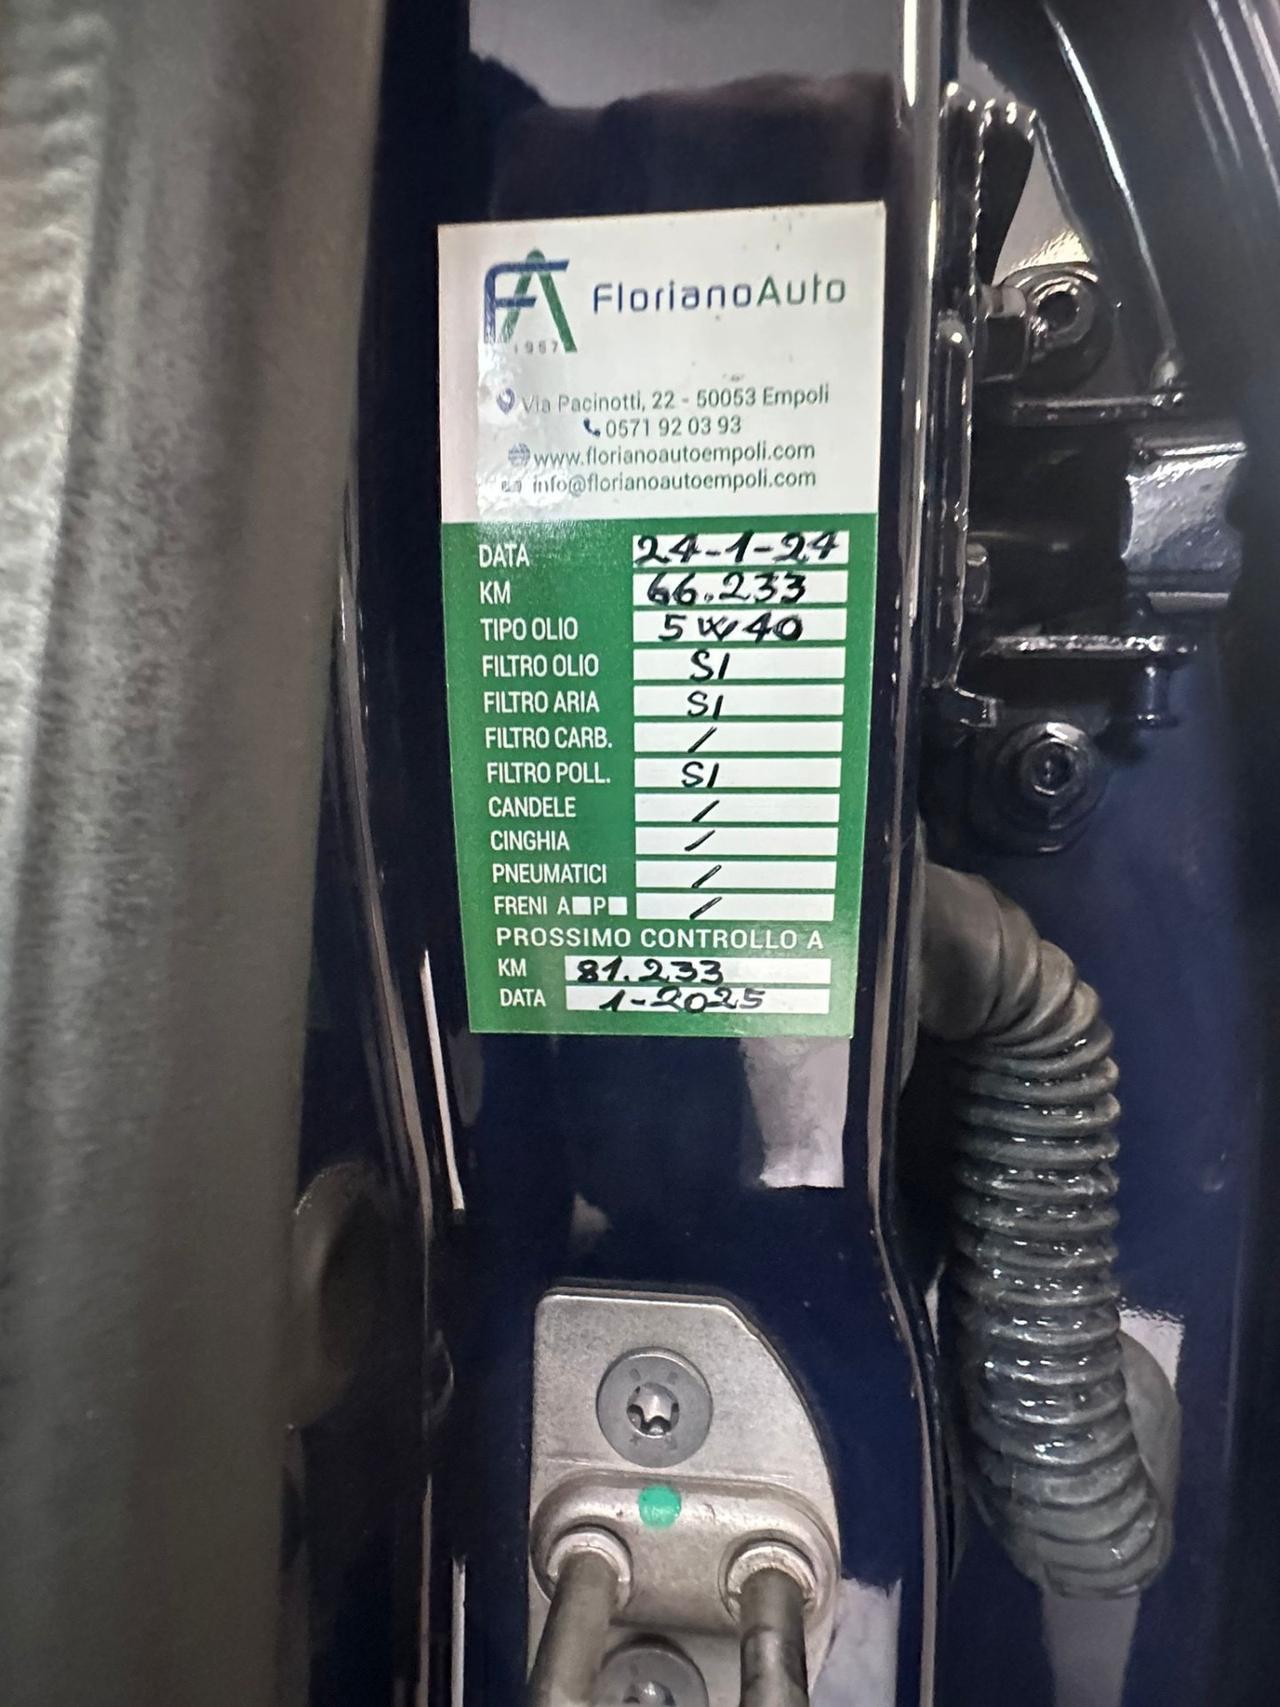 FA
1967
FlorianoAuto
Via Pacinotti, 22 - 50053 Empoli
0571 92 03 93
www.florianoautoempoli.com
info@florianoautoempoli.com
DATA 24-1-24
KM 66.233
TIPO OLIO 5W40
FILTRO OLIO SI
FILTRO ARIA SI
FILTRO CARB. /
FILTRO POLL. SI
CANDELE /
CINGHIA /
PNEUMATICI /
FRENI A P /
PROSSIMO CONTROLLO A
KM 81.233
DATA 1-2025